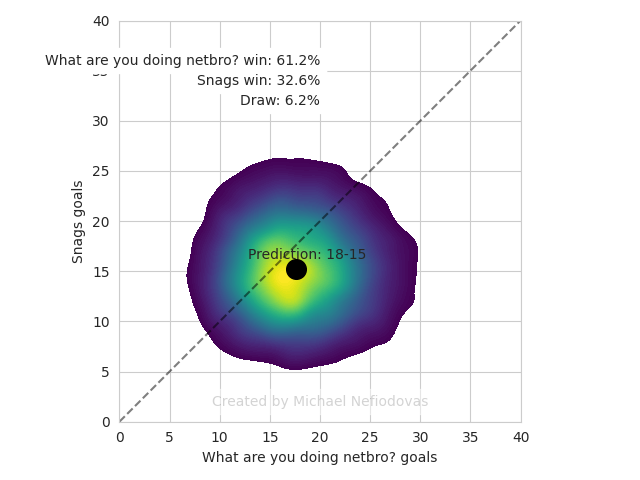 40
What are you doing netbro? win: 61.2%
Snags win: 32.6%
Draw: 6.2%
30
25
20
15
10
5
0
Snags goals
Prediction: 18-15
Created by Michael Nefiodovas
0 5 10 15 20 25 30 35 40
What are you doing netbro? goals